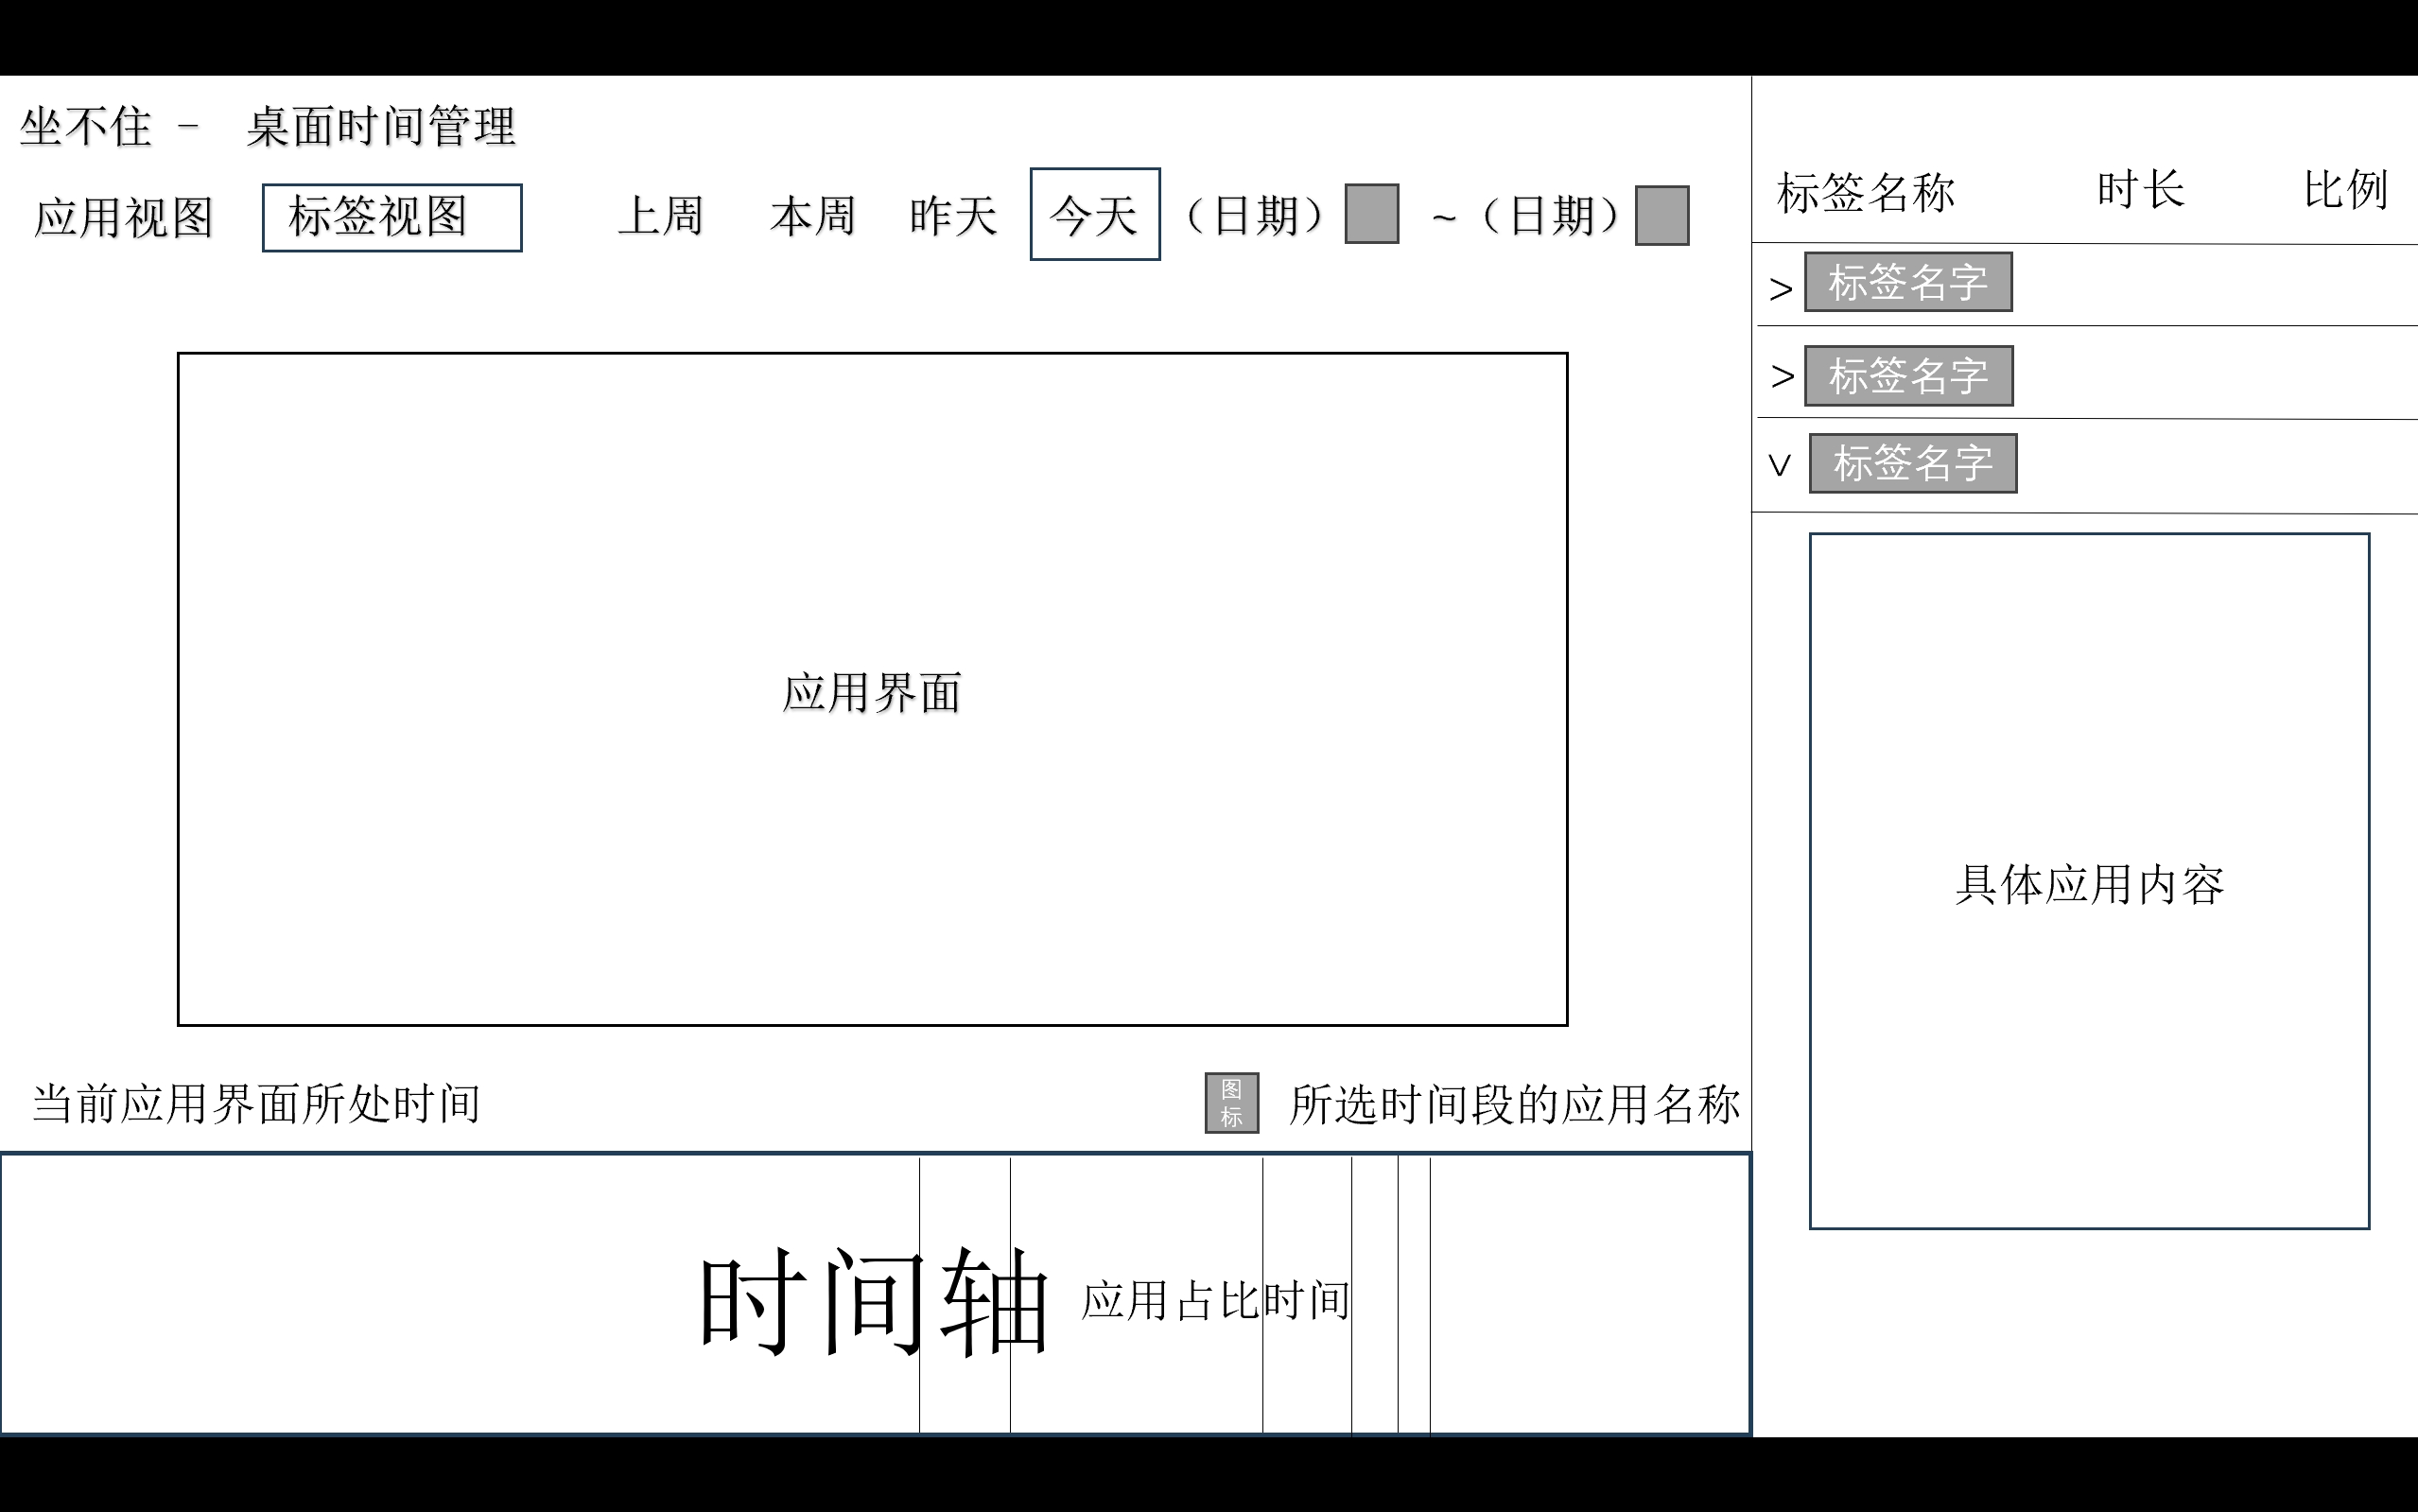 坐不住 - 桌面时间管理
应用视图 标签视图 上周 本周 昨天 今天 （日期） ~ （日期）
标签名称 时长 比例
> 标签名字
> 标签名字
v 标签名字
应用界面
具体应用内容
当前应用界面所处时间
图标
所选时间段的应用名称
时间轴 应用占比时间